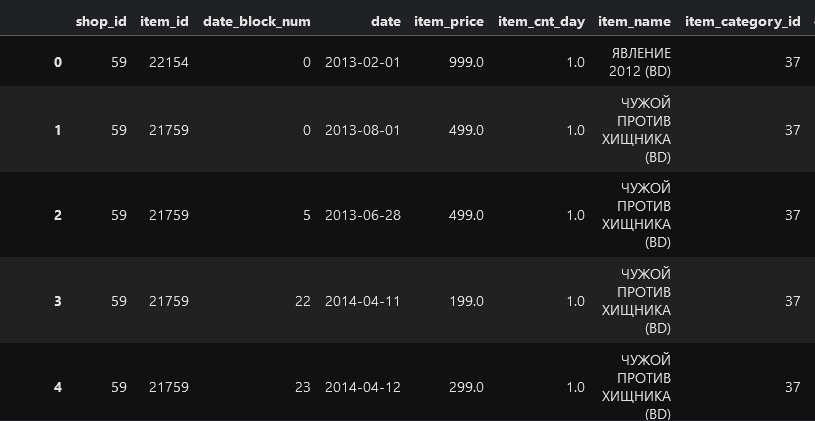 shop_id item_id date_block_num date item_price item_cnt_day item_name item_category_id
0 59 22154 0 2013-02-01 999.0 1.0 ЯВЛЕНИЕ 37
2012 (BD)
1 59 21759 0 2013-08-01 499.0 1.0 ЧУЖОЙ
ПРОТИВ
ХИЩНИКА
(BD) 37
2 59 21759 5 2013-06-28 499.0 1.0 ЧУЖОЙ
ПРОТИВ
ХИЩНИКА
(BD) 37
3 59 21759 22 2014-04-11 199.0 1.0 ЧУЖОЙ
ПРОТИВ
ХИЩНИКА
(BD) 37
4 59 21759 23 2014-04-12 299.0 1.0 ЧУЖОЙ
ПРОТИВ
ХИЩНИКА
(BD) 37